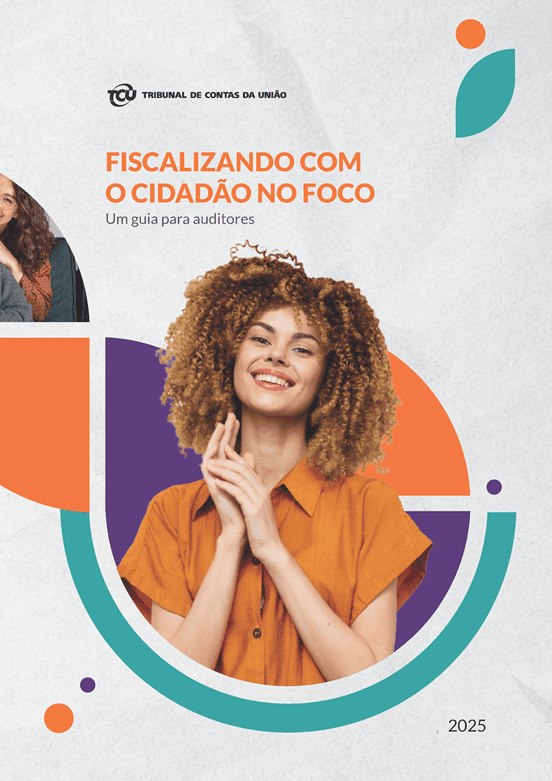 TCU TRIBUNAL DE CONTAS DA UNIÃO
FISCALIZANDO COM
O CIDADÃO NO FOCO
Um guia para auditores
2025